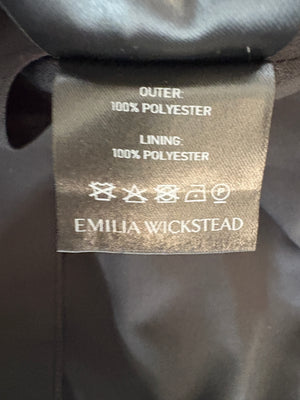 OUTER:
100% POLYESTER
LINING:
100% POLYESTER
EMILIA WICKSTEAD